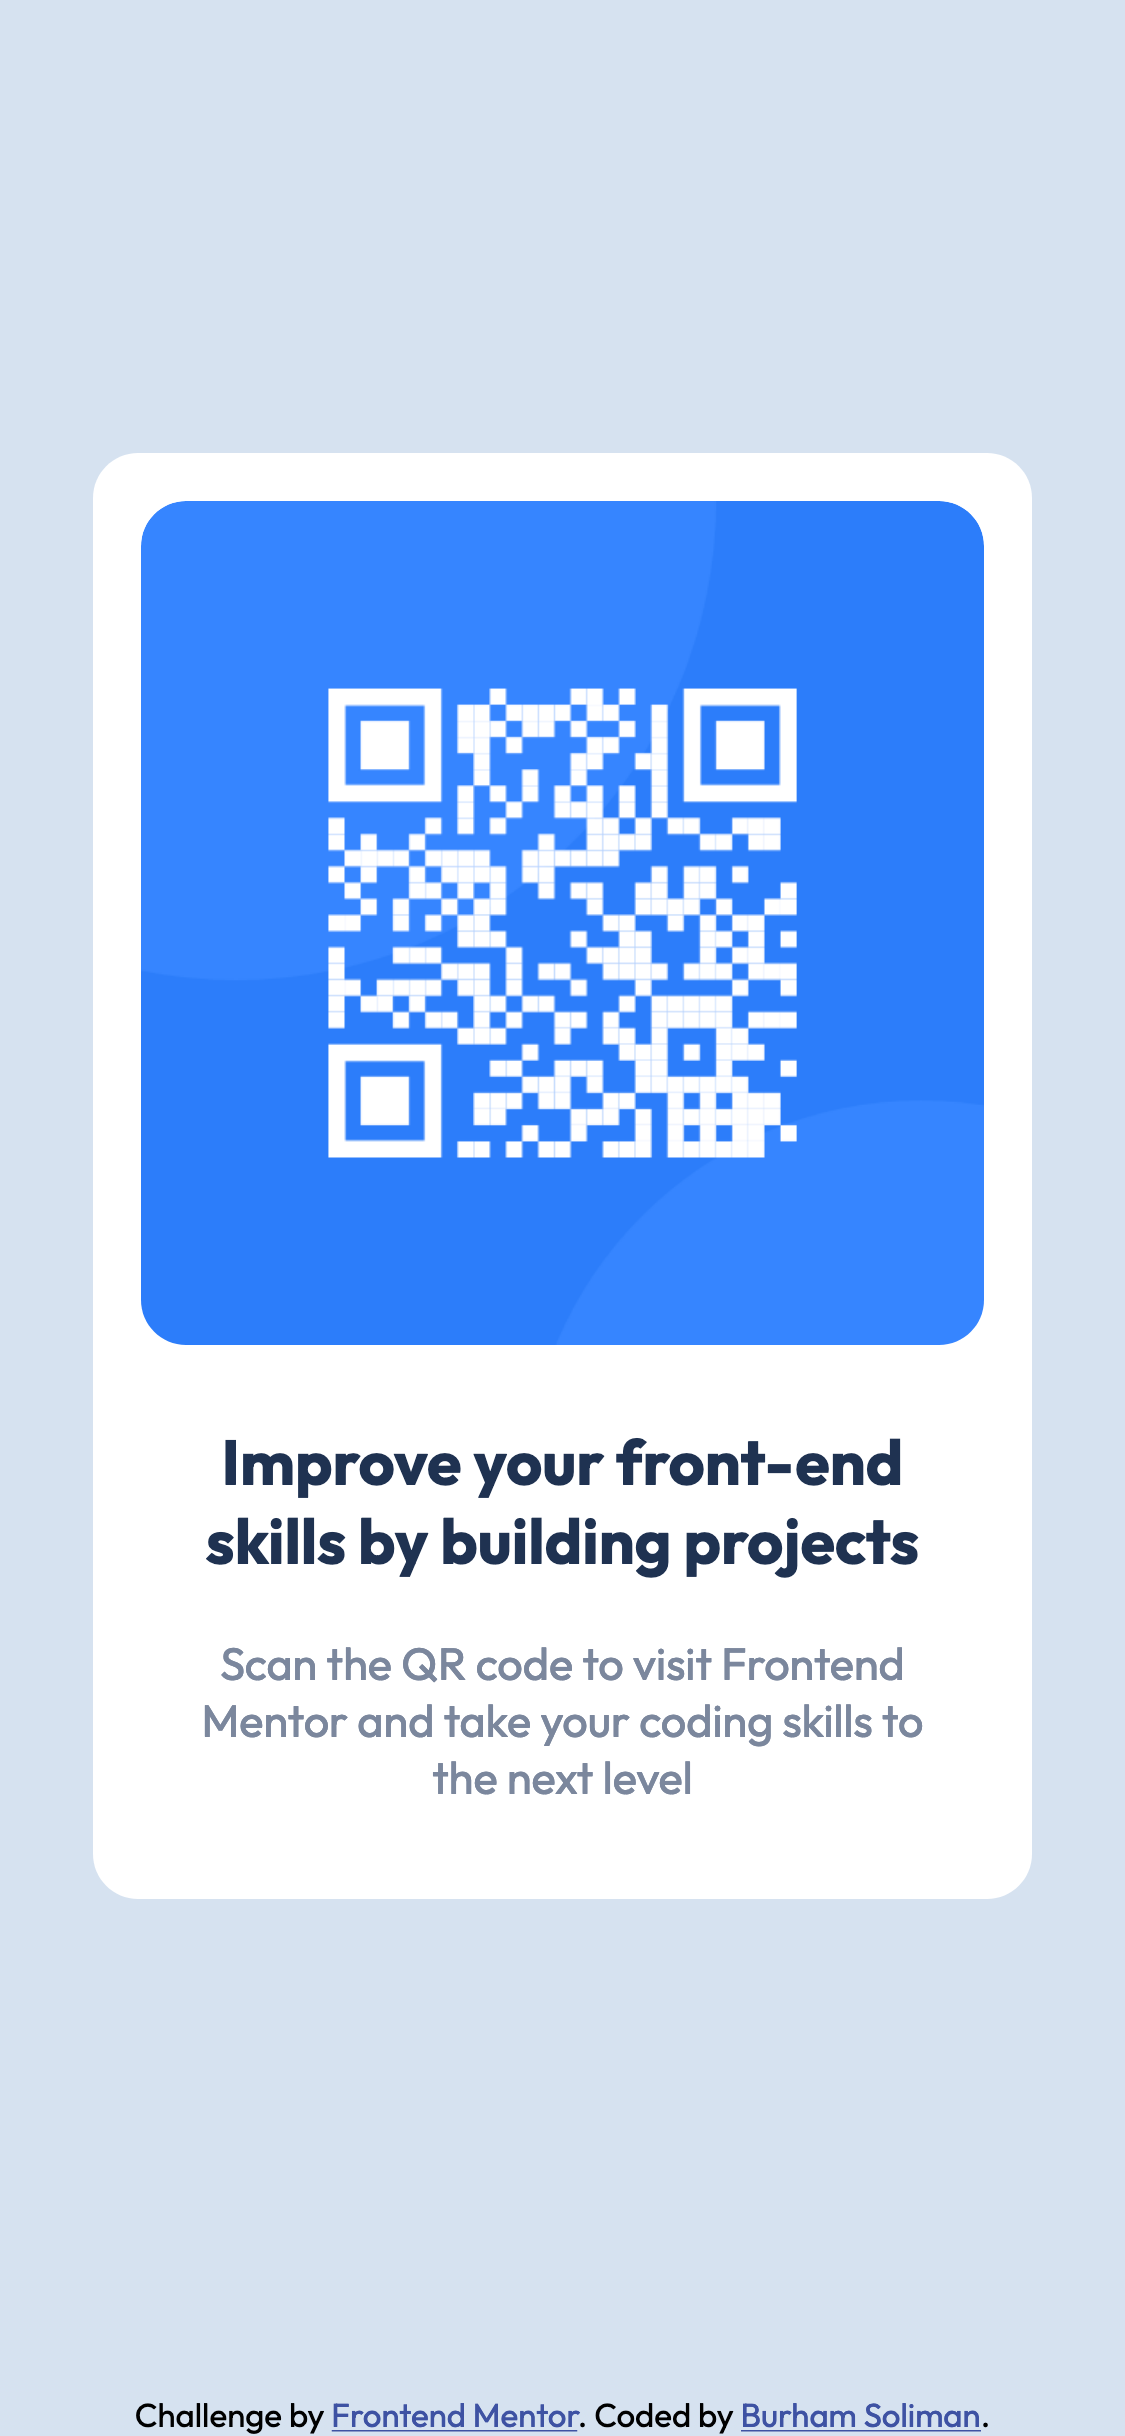 Improve your front-end
skills by building projects
Scan the QR code to visit Frontend
Mentor and take your coding skills to
the next level
Challenge by Frontend Mentor. Coded by Burham Soliman.